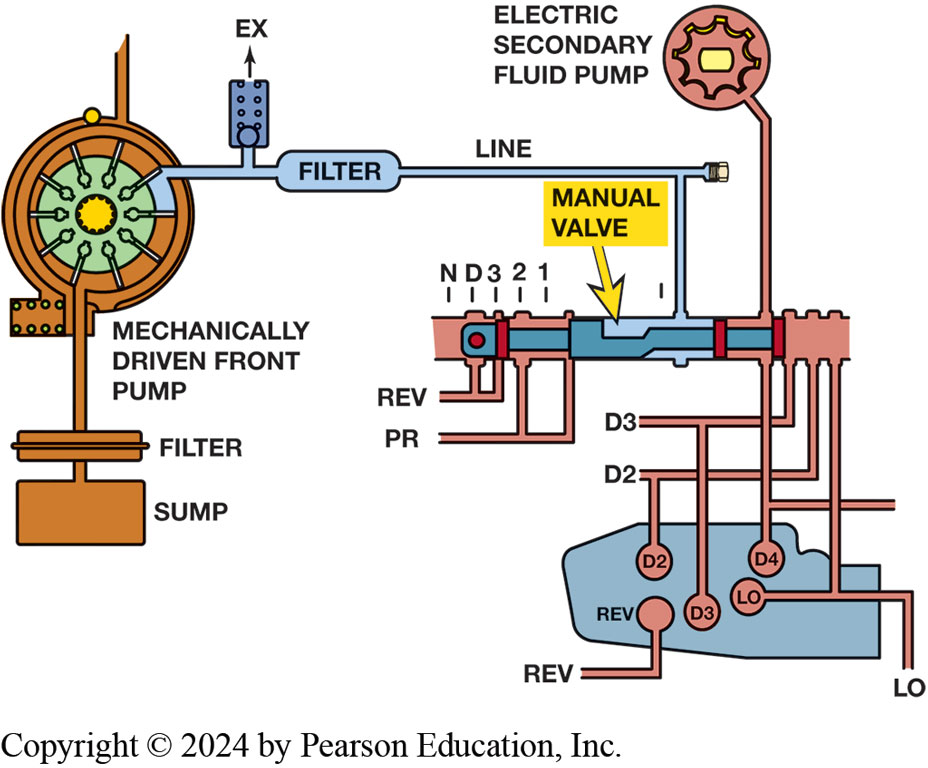 EX
ELECTRIC
SECONDARY
FLUID PUMP
LINE
FILTER
MANUAL
VALVE
N D 3 2 1
MECHANICALLY
DRIVEN FRONT
PUMP
REV
PR
D3
FILTER
D2
SUMP
D2
D4
LO
REV
D3
REV
LO
Copyright © 2024 by Pearson Education, Inc.